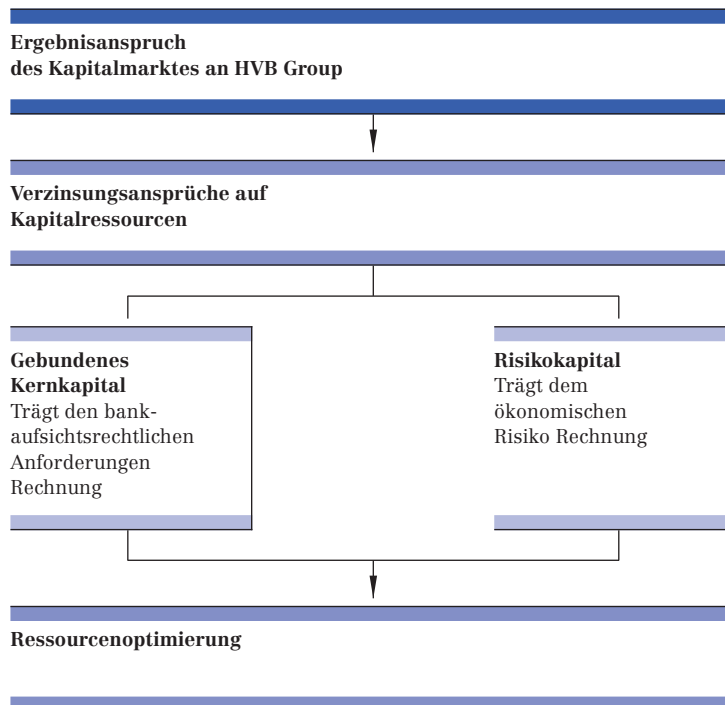 Ergebnisanspruch
des Kapitalmarktes an HVB Group
Verzinsungsansprüche auf
Kapitalressourcen
Gebundenes
Kernkapital
Trägt den bank-
aufsichtsrechtlichen
Anforderungen
Rechnung
Risikokapital
Trägt dem
ökonomischen
Risiko Rechnung
Ressourcenoptimierung